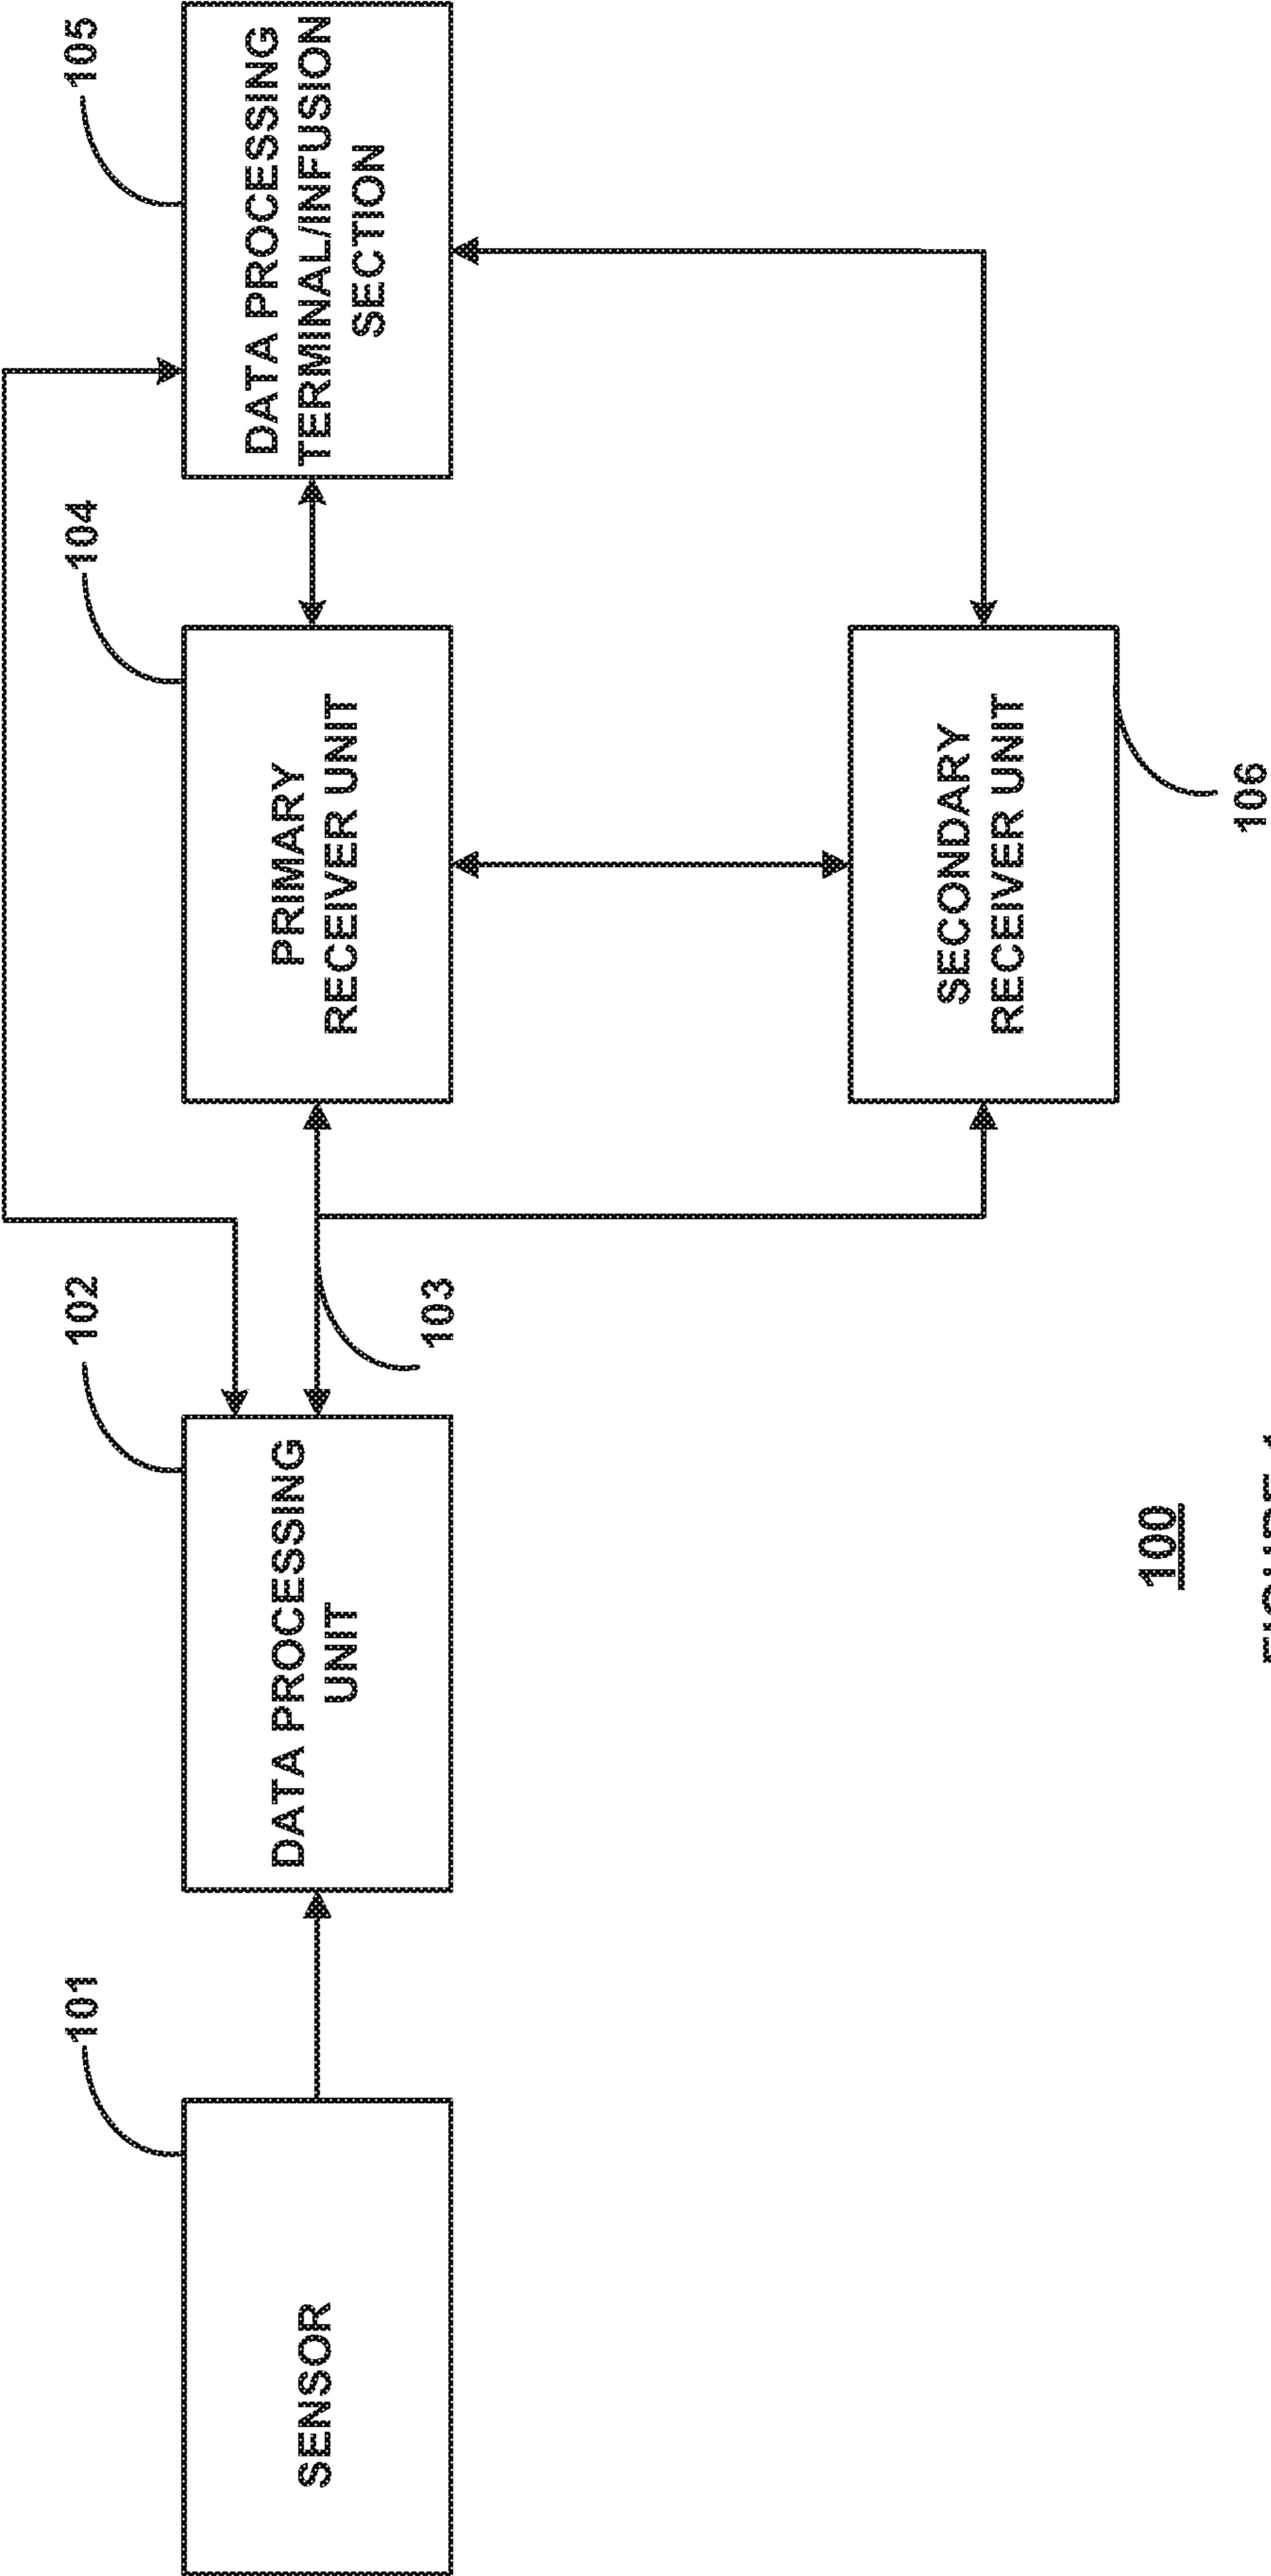 101
SENSOR
102
DATA PROCESSING
UNIT
103
104
PRIMARY
RECEIVER UNIT
105
DATA PROCESSING
TERMINAL/INFUSION
SECTION
SECONDARY
RECEIVER UNIT
106
100